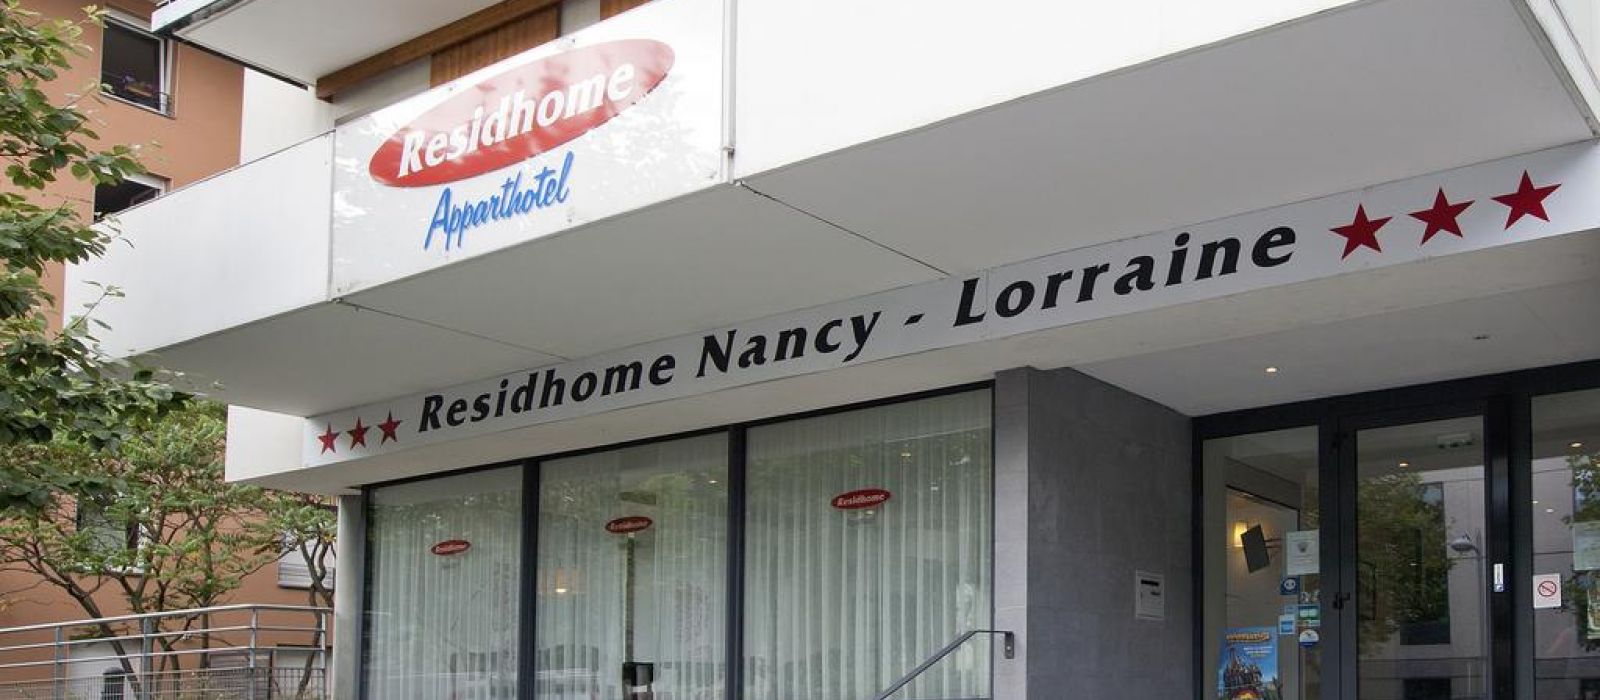 Residhome
Apparthotel
Residhome Nancy - Lorraine
Residhome
Residhome
Residhome